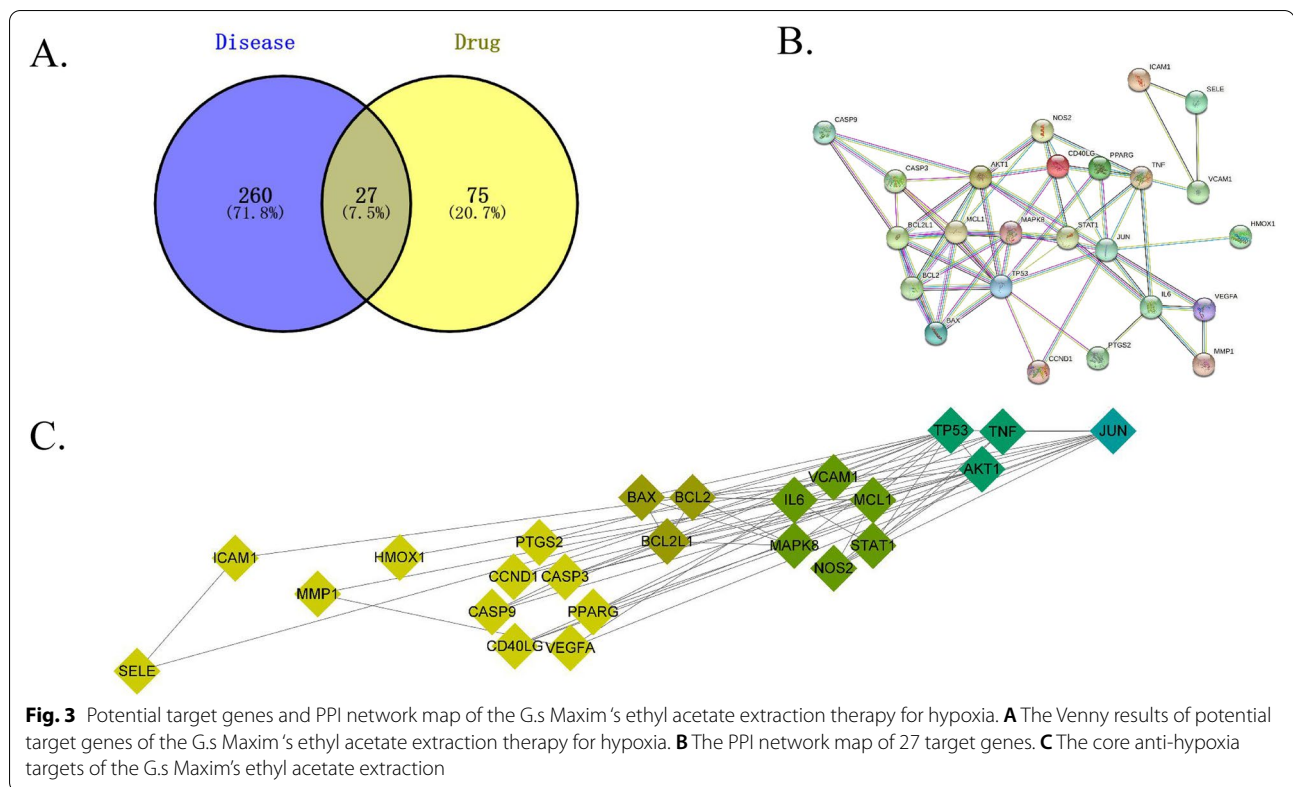 A.
Disease
Drug
260
(71.8%)
27
(7.5%)
75
(20.7%)
B.
ICAM1
SELE
CASP9
NOS2
CD40LG
PPARG
TNF
AKT1
CASP3
VCAM1
MCL1
MAPK8
STAT1
BCL2L1
JUN
HMOX1
BCL2
TP53
IL6
VEGFA
BAX
PTGS2
MMP1
CCND1
C.
TP53
TNF
JUN
AKT1
VCAM1
BAX
BCL2
IL6
MCL1
PTGS2
BCL2L1
MAPK8
STAT1
ICAM1
HMOX1
NOS2
CCND1
CASP3
MMP1
CASP9
PPARG
CD40LG
VEGFA
SELE
Fig. 3 Potential target genes and PPI network map of the G.s Maxim ‘s ethyl acetate extraction therapy for hypoxia. A The Venny results of potential
target genes of the G.s Maxim ‘s ethyl acetate extraction therapy for hypoxia. B The PPI network map of 27 target genes. C The core anti-hypoxia
targets of the G.s Maxim’s ethyl acetate extraction